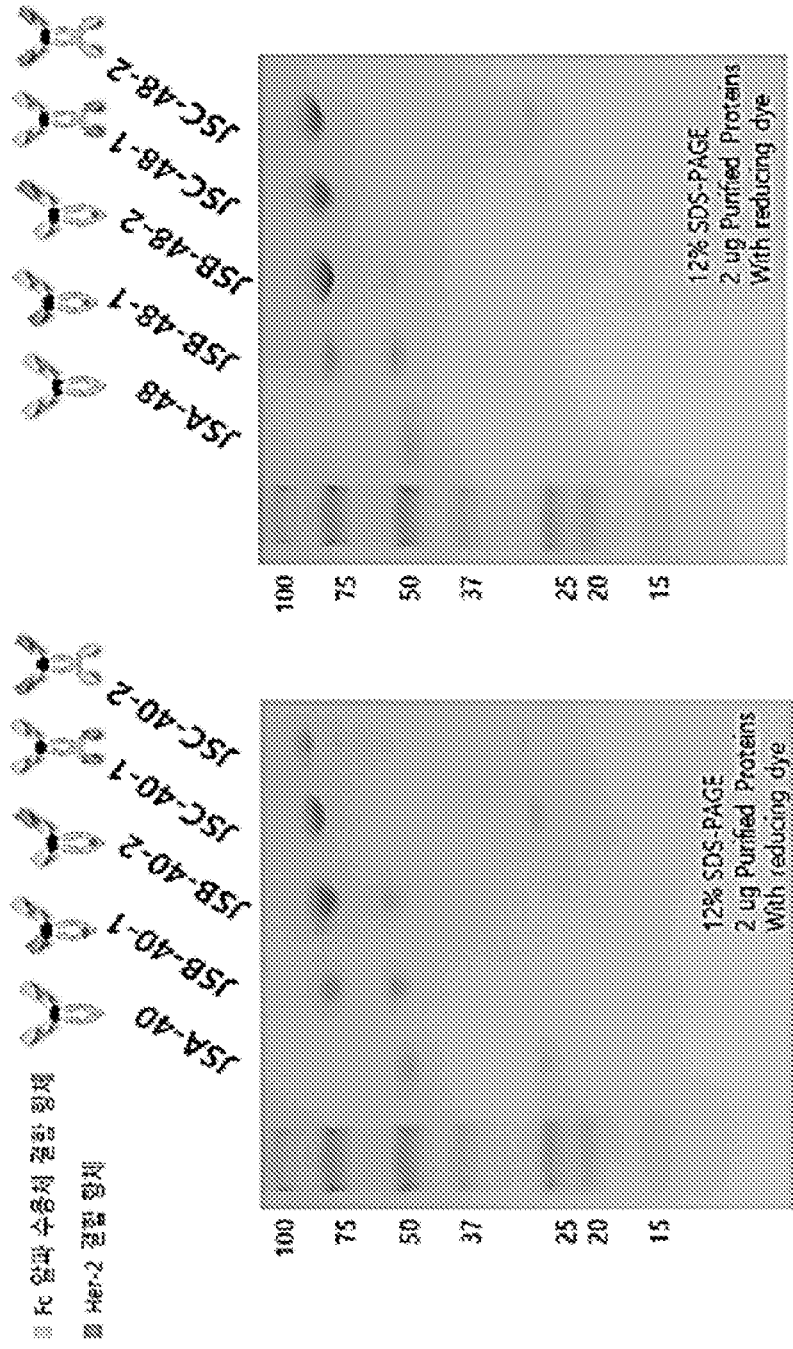 Fc 알파 수용체 결합 항체
Her-2 결합 항체
JSA-40
JSB-40-1
JSB-40-2
JSC-40-1
JSC-40-2
100
75
50
37
25
20
15
12% SDS-PAGE
2 ug Purified Proteins
With reducing dye
JSA-48
JSB-48-1
JSB-48-2
JSC-48-1
JSC-48-2
100
75
50
37
25
20
15
12% SDS-PAGE
2 ug Purified Proteins
With reducing dye